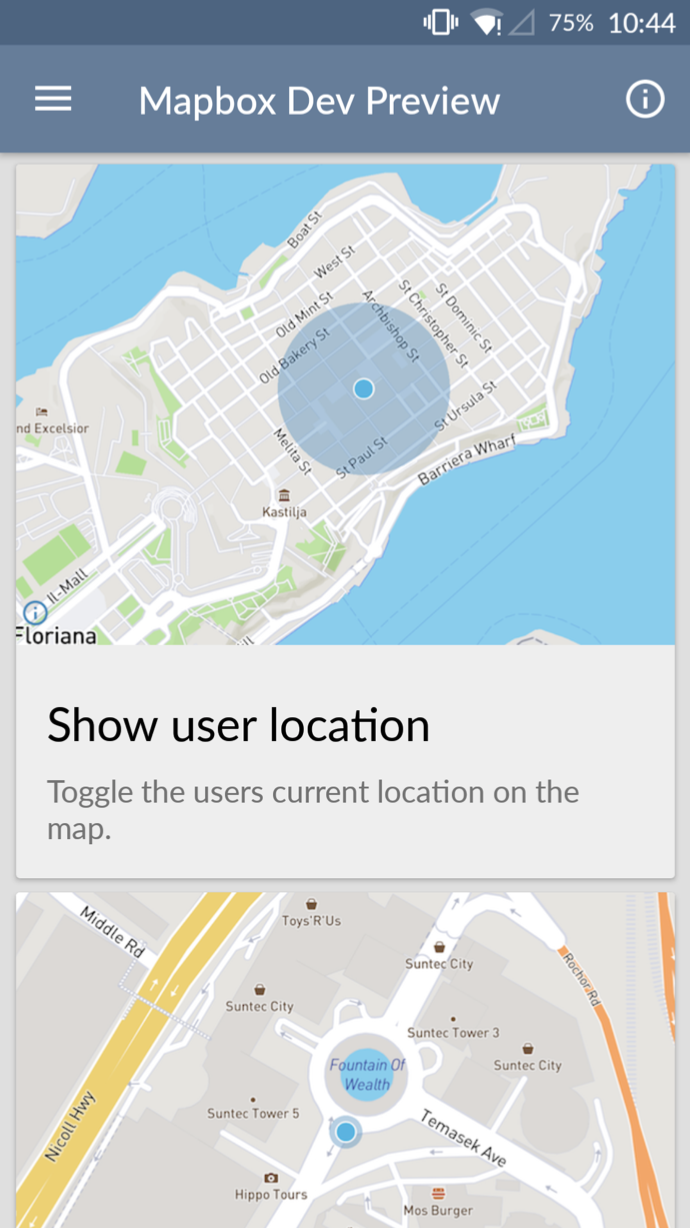 75% 10:44
Mapbox Dev Preview
Boat St
West St
Old Mint St
Archbishop St
St Christopher St
St Dominic St
Old Bakery St
St Ursula St
nd Excelsior
Melita St
St Paul St
Barriera Wharf
Kastilja
Il-Mall
Floriana
Show user location
Toggle the users current location on the
map.
Middle Rd
Toys'R'Us
Suntec City
Rochor Rd
Suntec City
Suntec Tower 3
Suntec City
Fountain Of
Wealth
Suntec Tower 5
Nicoll Hwy
Temasek Ave
Hippo Tours
Mos Burger